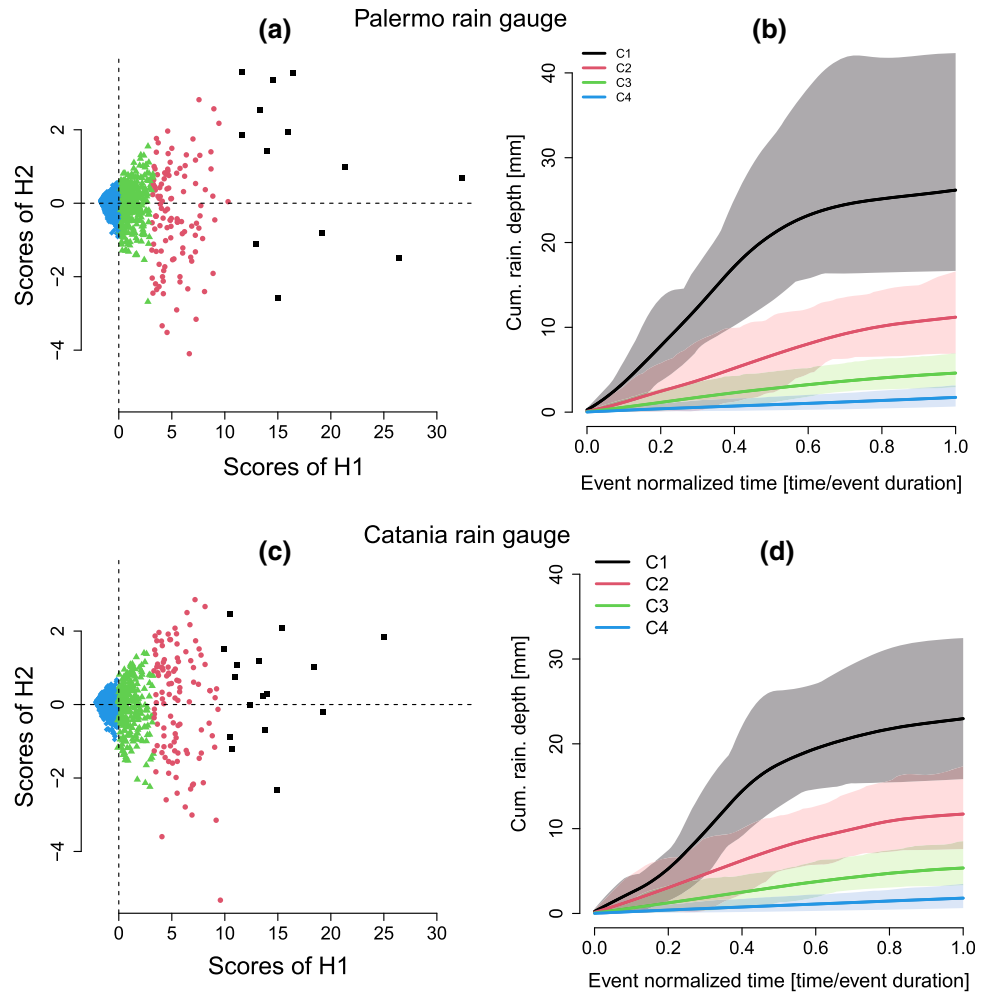 Palermo rain gauge
(a)
2
0
−2
−4
Scores of H2
0 5 10 15 20 25 30
Scores of H1
(b)
C1
C2
C3
C4
40
30
20
10
0
Cum. rain. depth [mm]
0.0 0.2 0.4 0.6 0.8 1.0
Event normalized time [time/event duration]
Catania rain gauge
(c)
2
0
−2
−4
Scores of H2
0 5 10 15 20 25 30
Scores of H1
(d)
C1
C2
C3
C4
40
30
20
10
0
Cum. rain. depth [mm]
0.0 0.2 0.4 0.6 0.8 1.0
Event normalized time [time/event duration]